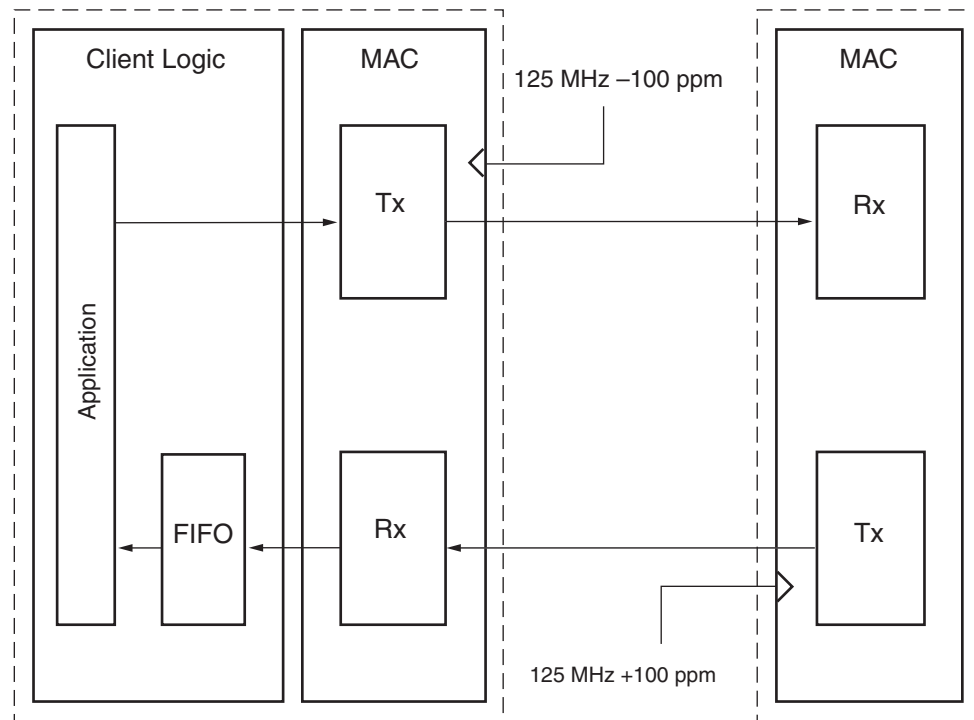 Client Logic
MAC
125 MHz –100 ppm
MAC
Tx
Rx
Application
FIFO
Rx
Tx
125 MHz +100 ppm